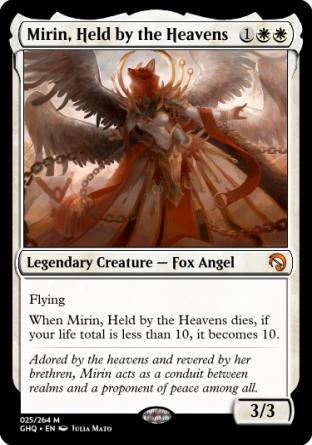 Mirin, Held by the Heavens 1
Legendary Creature — Fox Angel
Flying
When Mirin, Held by the Heavens dies, if
your life total is less than 10, it becomes 10.
Adored by the heavens and revered by her
brethren, Mirin acts as a conduit between
realms and a proponent of peace among all.
025/264 M
GHQ • EN Julia Mato
3/3